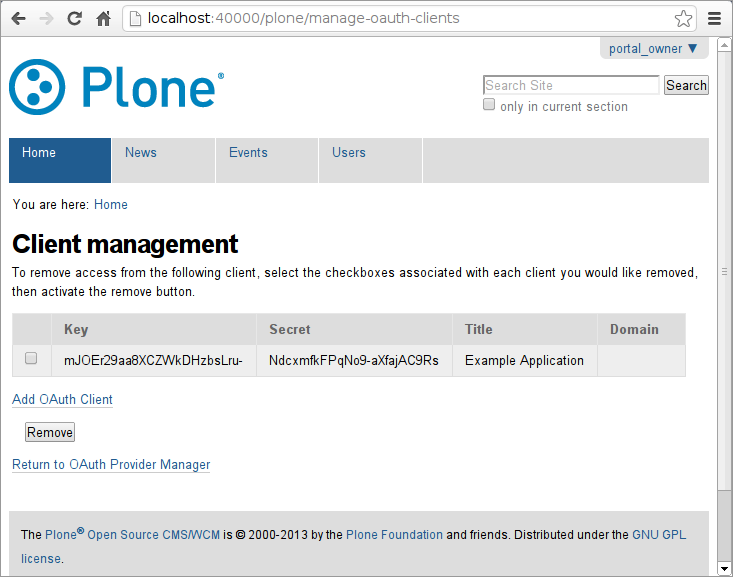 localhost:40000/plone/manage-oauth-clients
portal_owner ▼
Plone®
Search Site Search
only in current section
Home News Events Users
You are here: Home
Client management
To remove access from the following client, select the checkboxes associated with each client you would like removed,
then activate the remove button.
Key Secret Title Domain
mJOEr29aa8XCZWkDHzbsLru- NdcxmfkFPqNo9-aXfajAC9Rs Example Application
Add OAuth Client
Remove
Return to OAuth Provider Manager
The Plone® Open Source CMS/WCM is © 2000-2013 by the Plone Foundation and friends. Distributed under the GNU GPL
license.